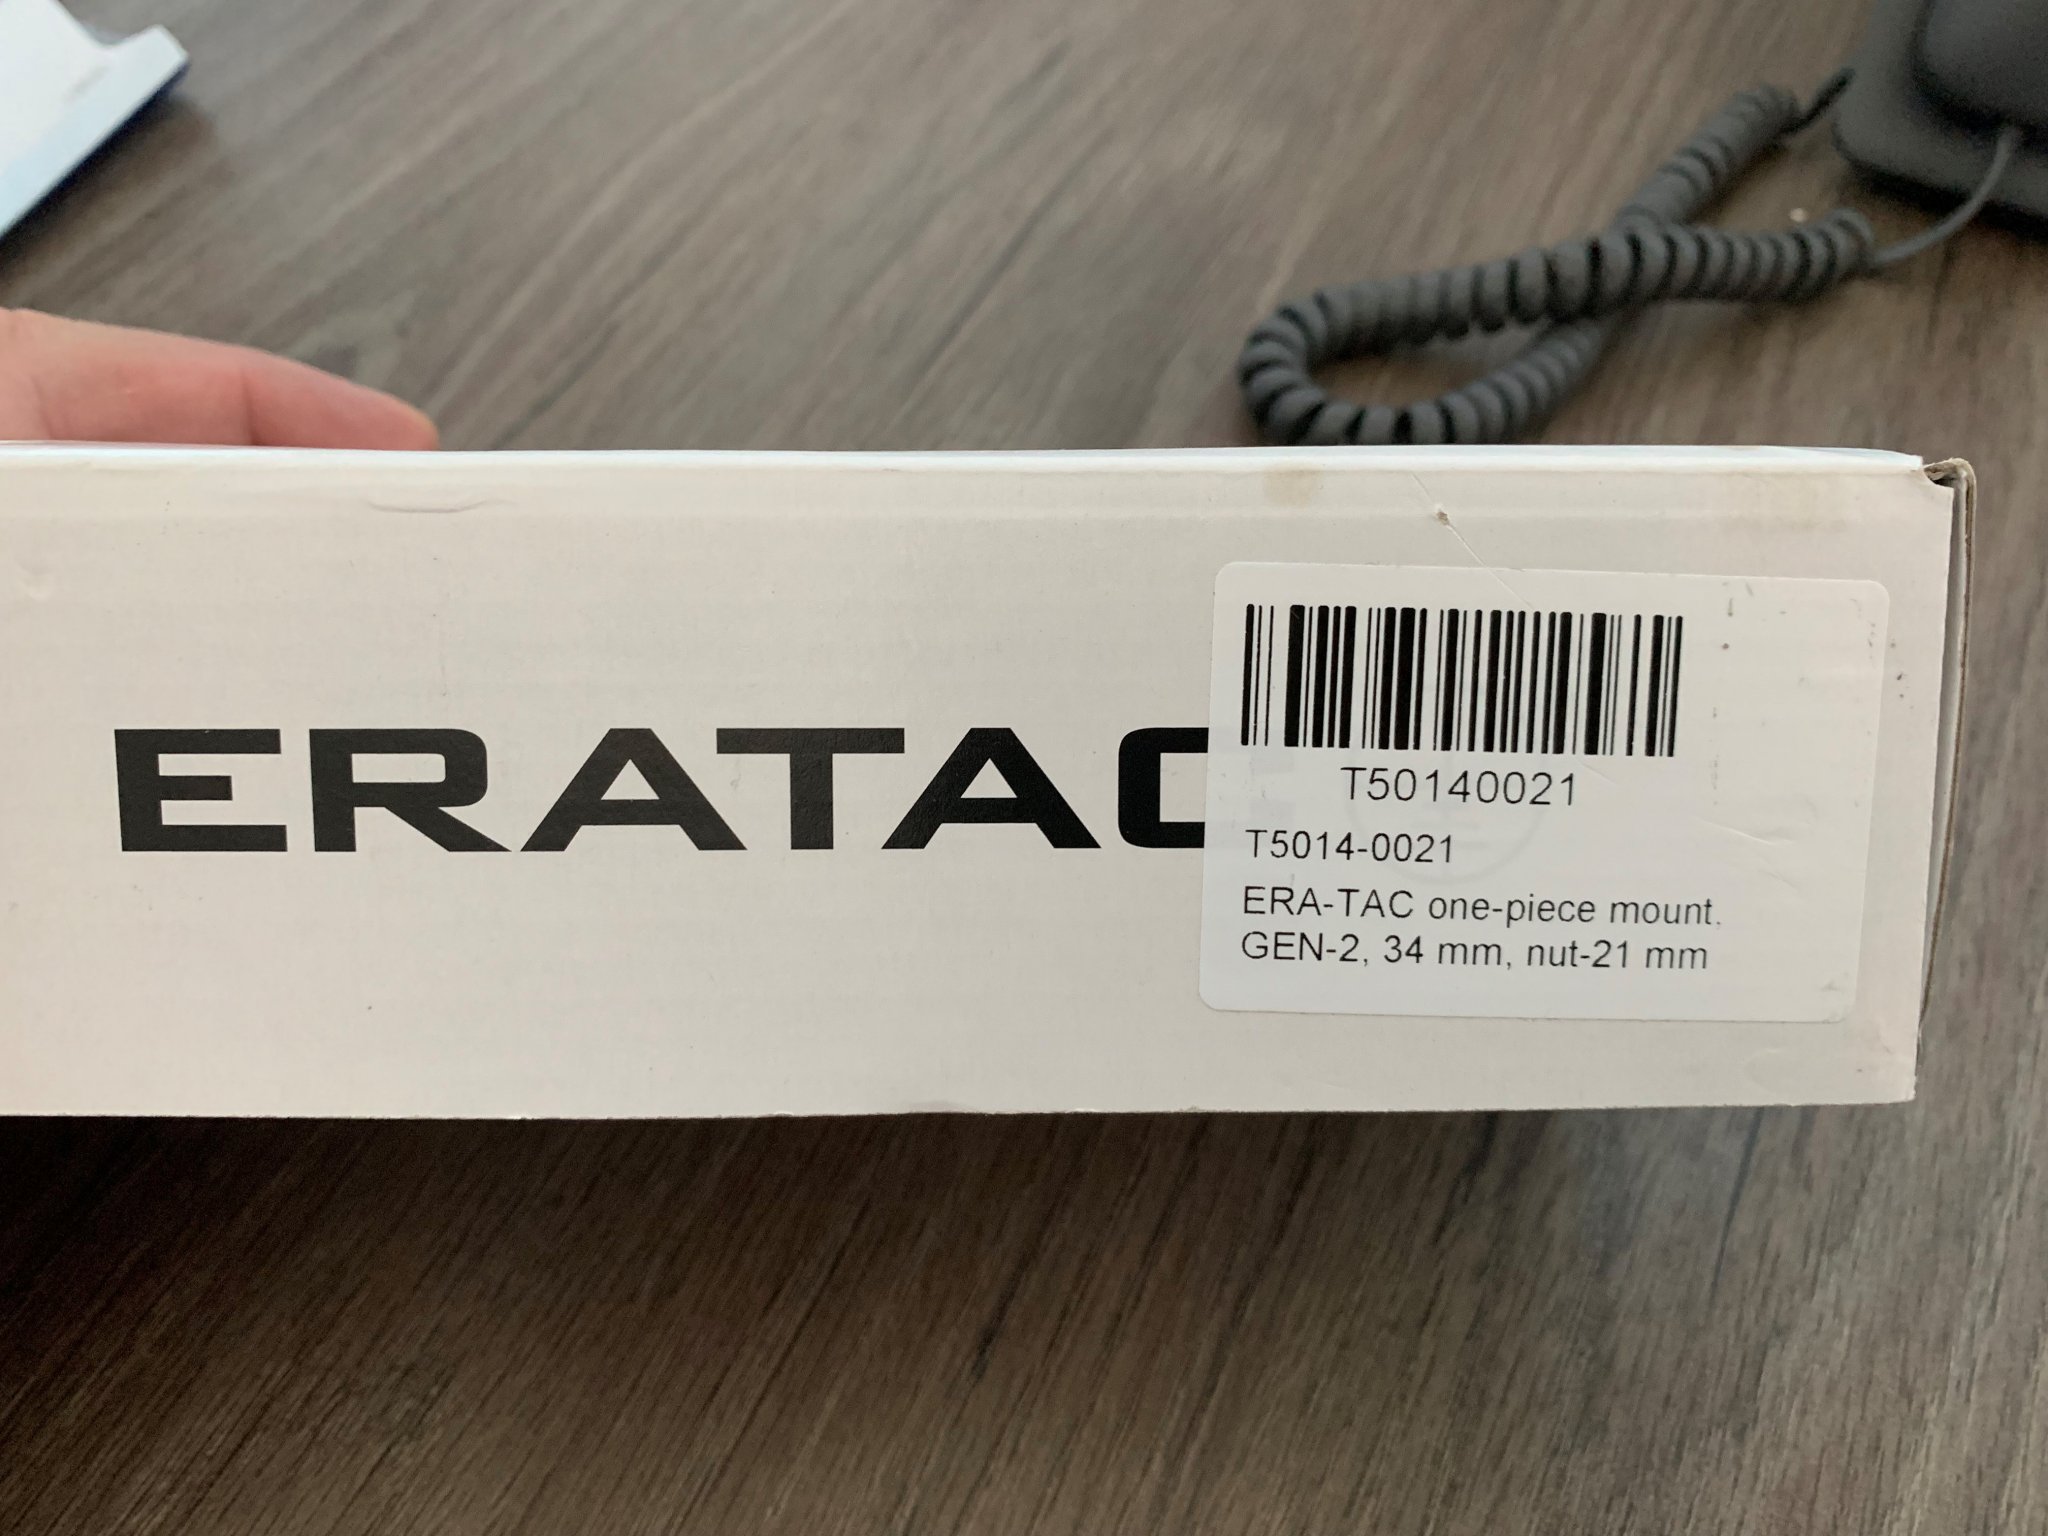 ERATAC
T50140021
T5014-0021
ERA-TAC one-piece mount,
GEN-2, 34 mm, nut-21 mm